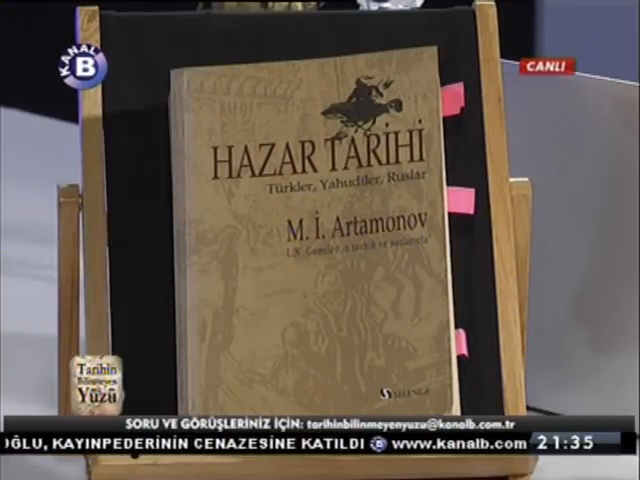 KANAL B
CANLI
HAZAR TARİHİ
Türkler, Yahudiler, Ruslar
M. İ. Artamonov
L.N. Gumilev'in tashih ve notlarıyla
SELENGE
Tarihin
Bilinmeyen
Yüzü
SORU VE GÖRÜŞLERİNİZ İÇİN: tarihinbilinmeyenyuzu@kanalb.com.tr
OĞLU, KAYINPEDERİNİN CENAZESİNE KATILDI B www.kanalb.com 21:35